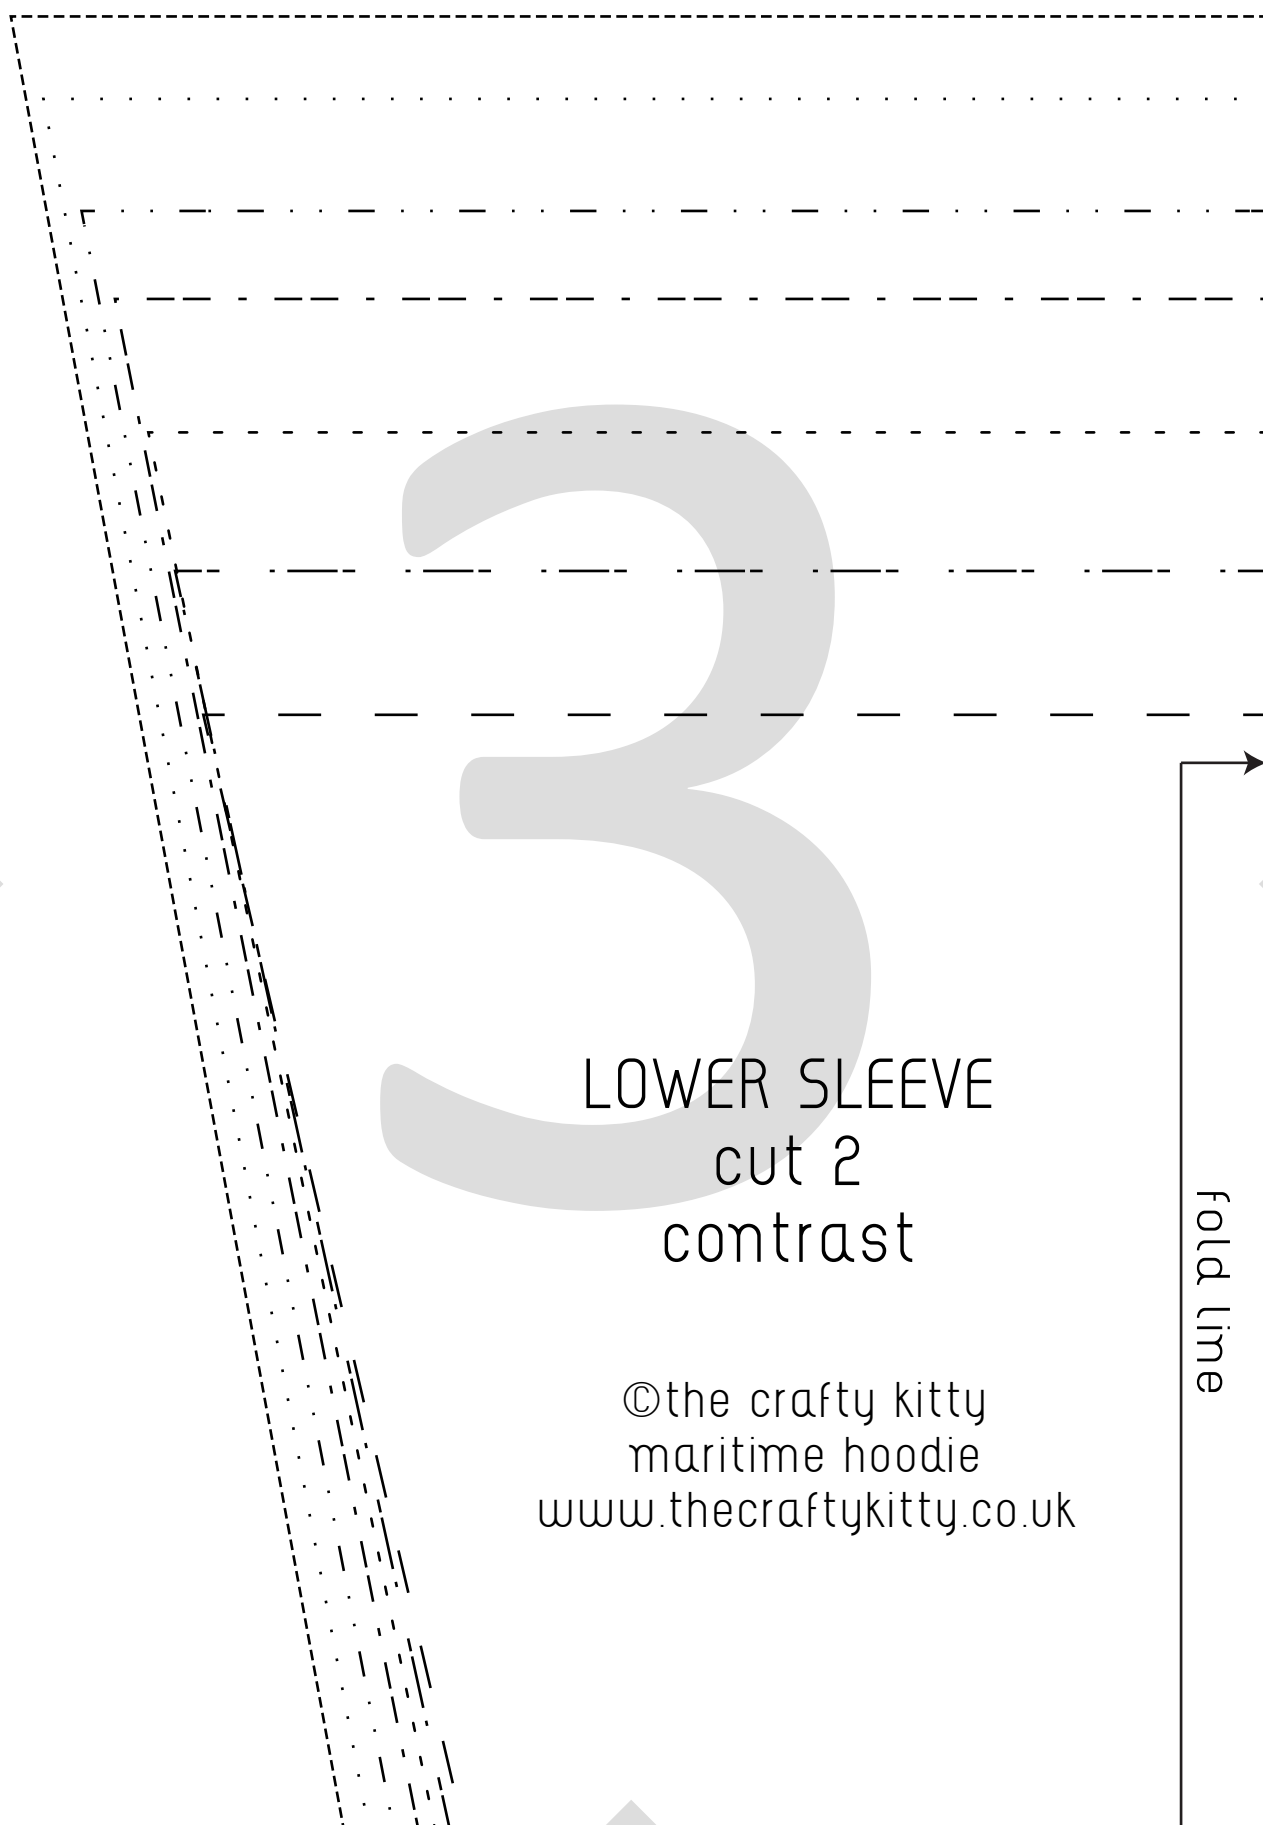 3
LOWER SLEEVE
cut 2
contrast
fold line
©the crafty kitty
maritime hoodie
www.thecraftykitty.co.uk